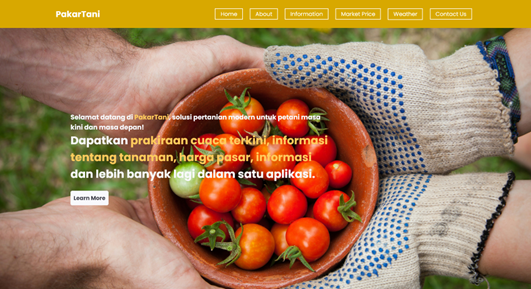 PakarTani
Home
About
Information
Market Price
Weather
Contact Us
Selamat datang di PakarTani, solusi pertanian modern untuk petani masa
kini dan masa depan!
Dapatkan prakiraan cuaca terkini, informasi
tentang tanaman, harga pasar, informasi
dan lebih banyak lagi dalam satu aplikasi.
Learn More